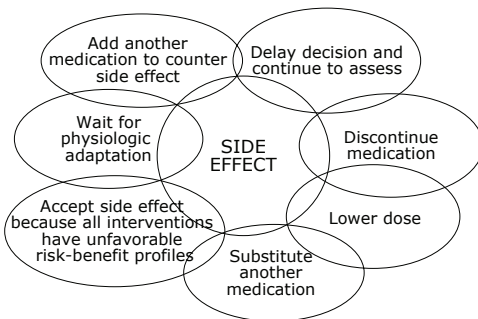 Add another
medication to counter
side effect
Delay decision and
continue to assess
Wait for
physiologic
adaptation
SIDE
EFFECT
Discontinue
medication
Accept side effect
because all interventions
have unfavorable
risk-benefit profiles
Lower dose
Substitute
another
medication